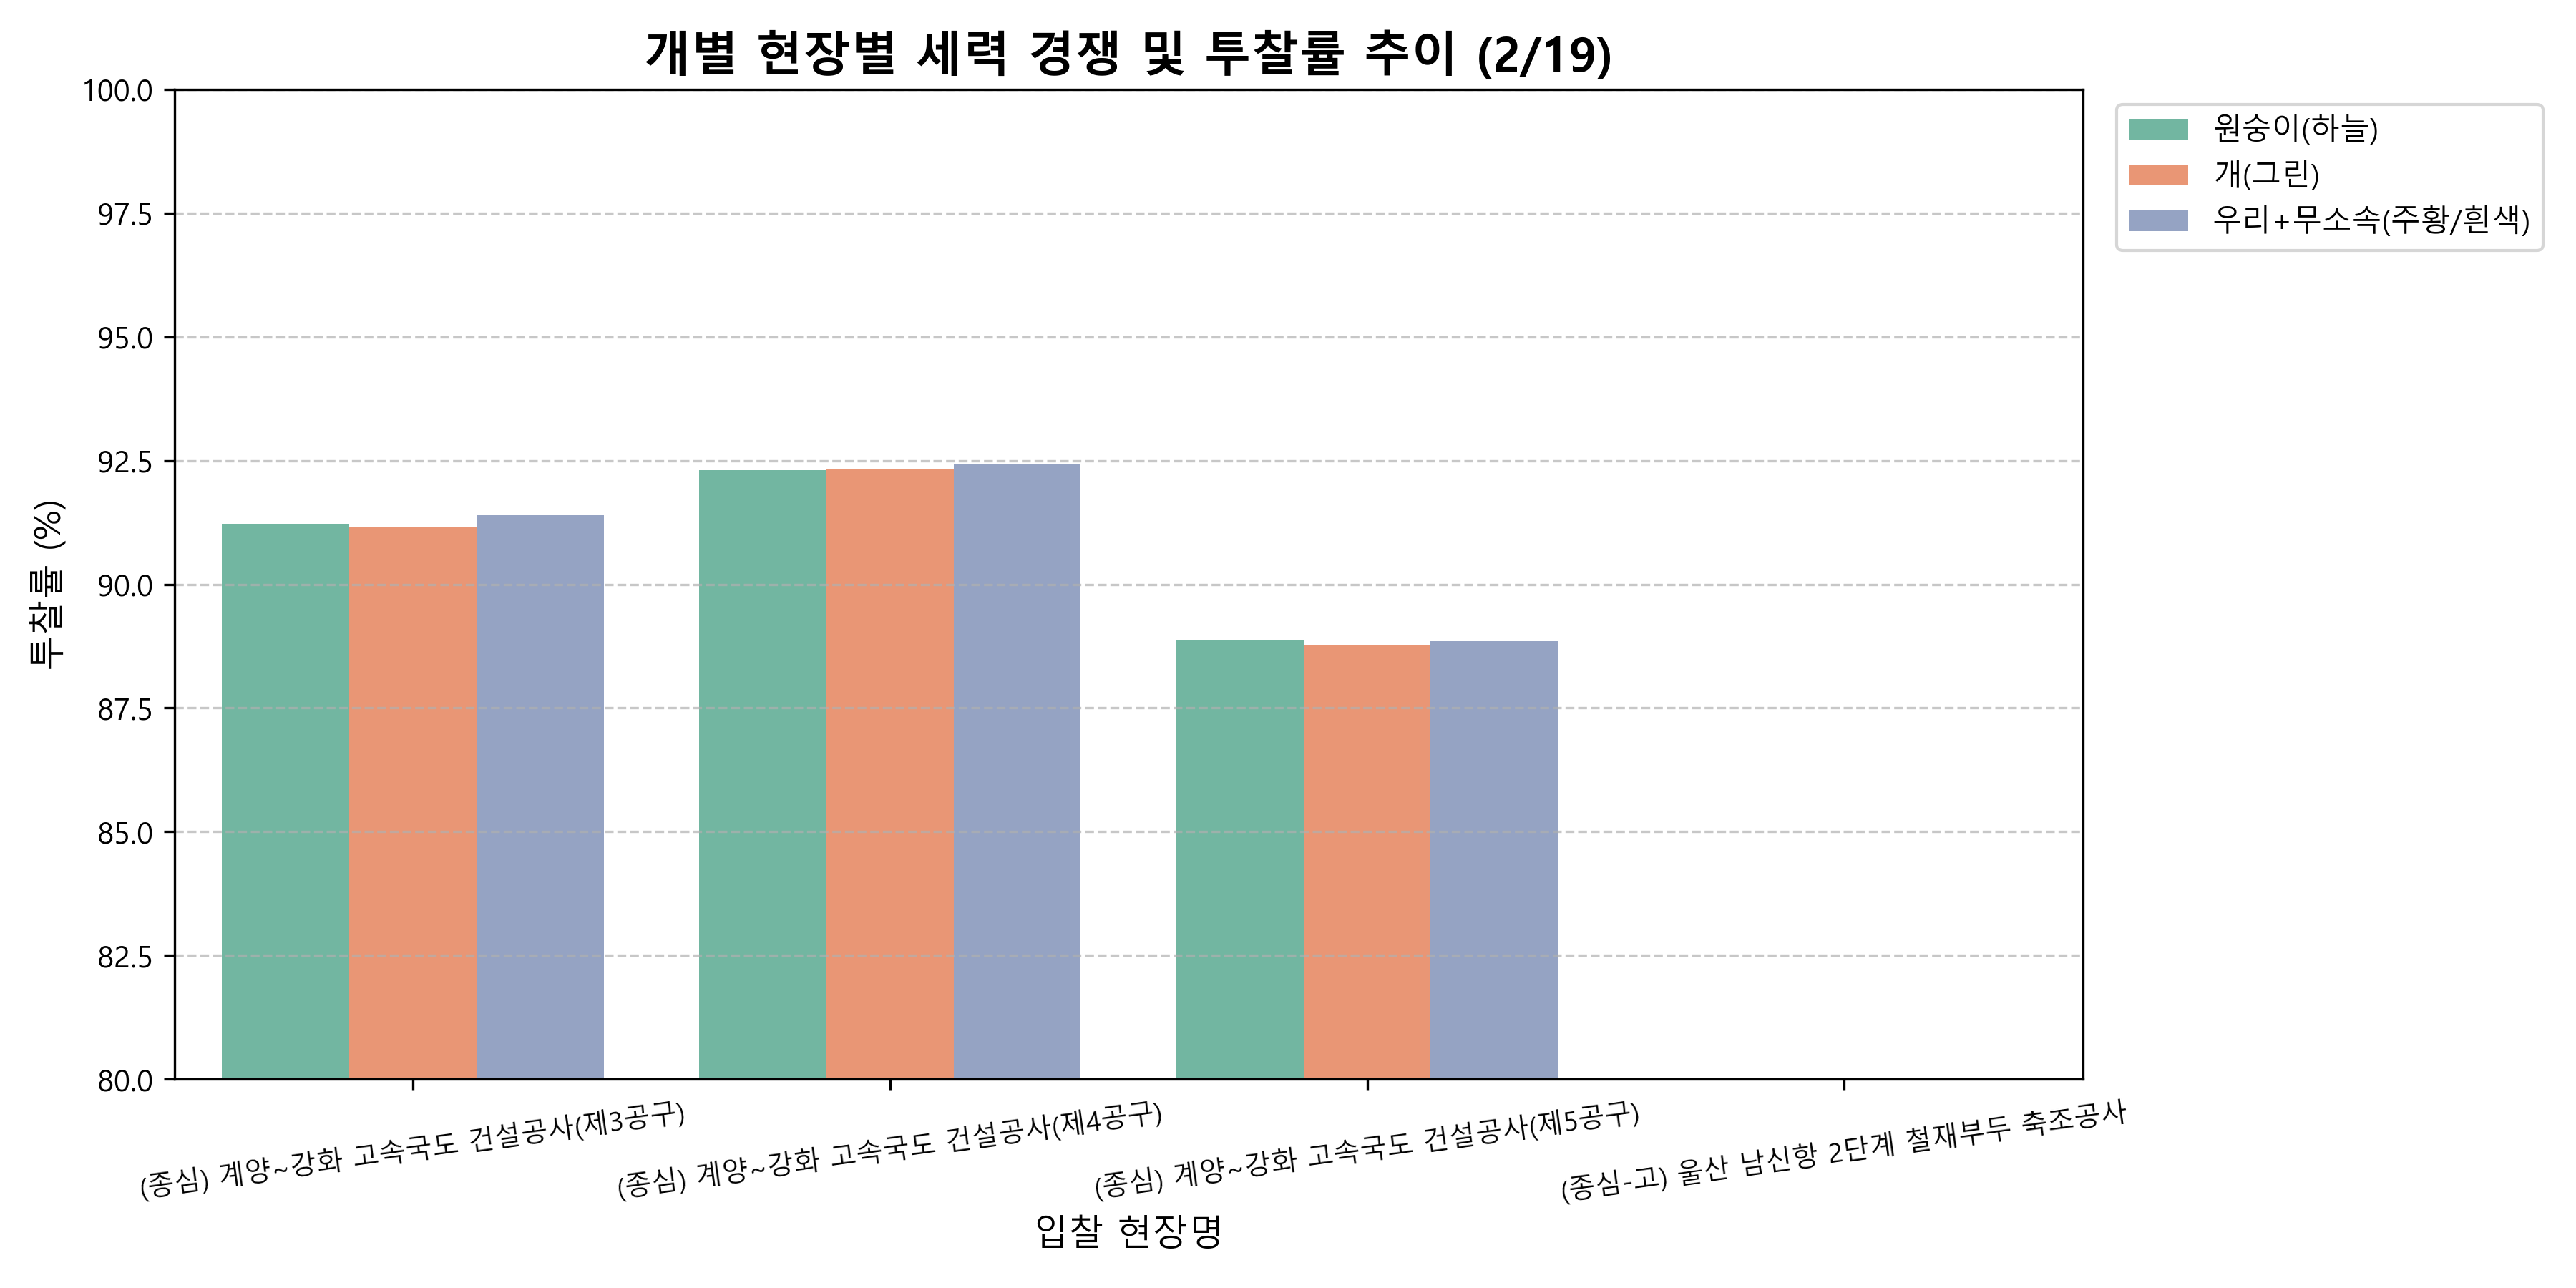 개별 현장별 세력 경쟁 및 투찰률 추이 (2/19)
원숭이(하늘)
개(그린)
우리+무소속(주황/흰색)
투찰률 (%)
100.0
97.5
95.0
92.5
90.0
87.5
85.0
82.5
80.0
(종심) 계양~강화 고속국도 건설공사(제3공구)
(종심) 계양~강화 고속국도 건설공사(제4공구)
(종심) 계양~강화 고속국도 건설공사(제5공구)
(종심-고) 울산 남신항 2단계 철재부두 축조공사
입찰 현장명